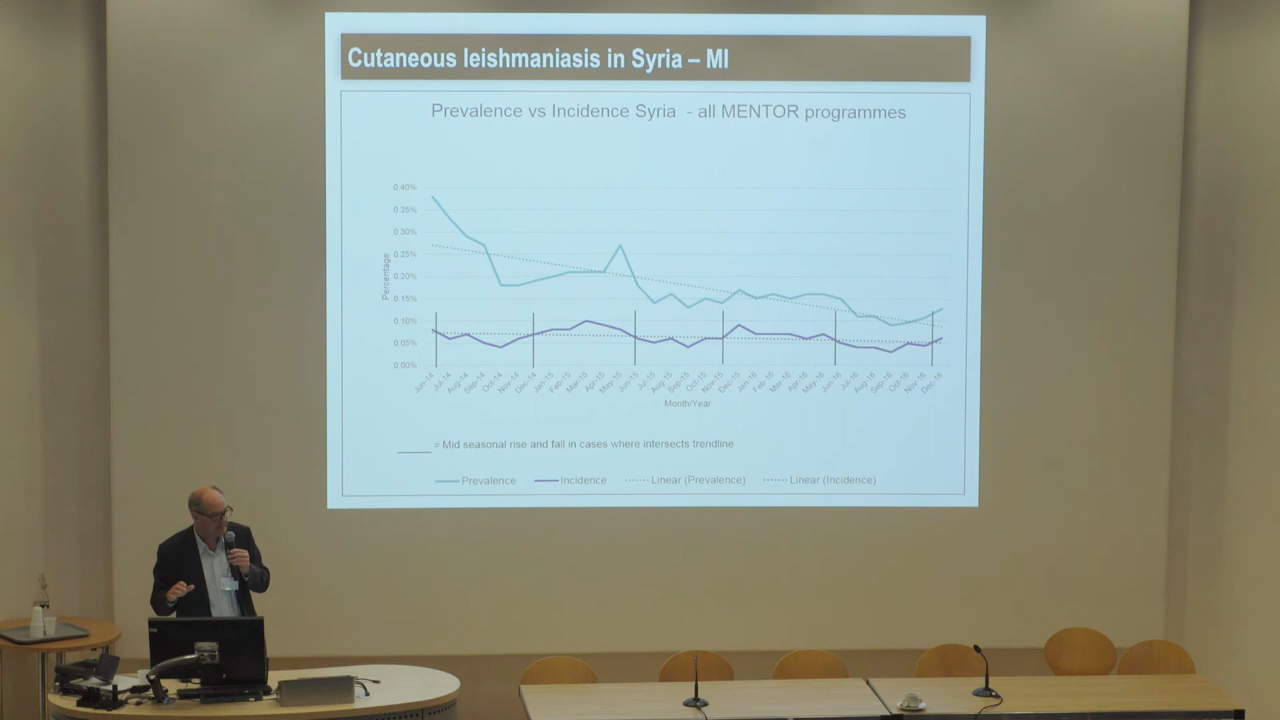 Cutaneous leishmaniasis in Syria – MI
Prevalence vs Incidence Syria - all MENTOR programmes
0.40%
0.35%
0.30%
0.25%
0.20%
0.15%
0.10%
0.05%
0.00%
Percentage
Jun-14 Jul-14 Aug-14 Sep-14 Oct-14 Nov-14 Dec-14 Jan-15 Feb-15 Mar-15 Apr-15 May-15 Jun-15 Jul-15 Aug-15 Sep-15 Oct-15 Nov-15 Dec-15 Jan-16 Feb-16 Mar-16 Apr-16 May-16 Jun-16 Jul-16 Aug-16 Sep-16 Oct-16 Nov-16 Dec-16
Month/Year
= Mid seasonal rise and fall in cases where intersects trendline
Prevalence Incidence Linear (Prevalence) Linear (Incidence)